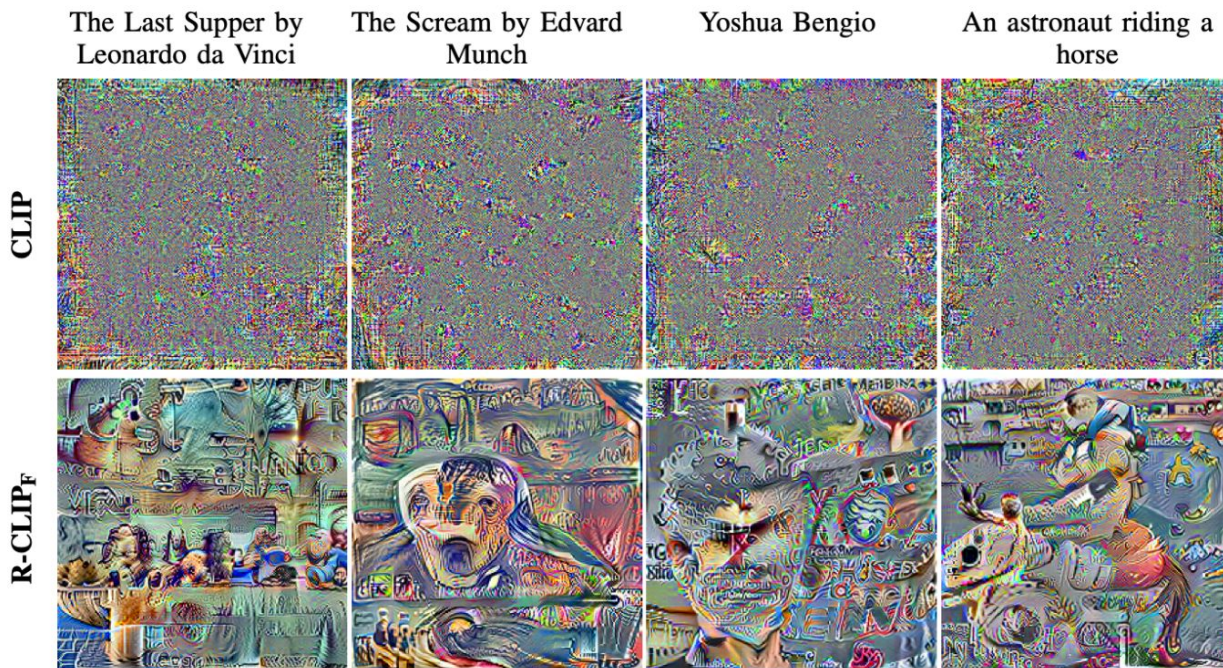 The Last Supper by
Leonardo da Vinci
The Scream by Edvard
Munch
Yoshua Bengio
An astronaut riding a
horse
CLIP
R-CLIP_F